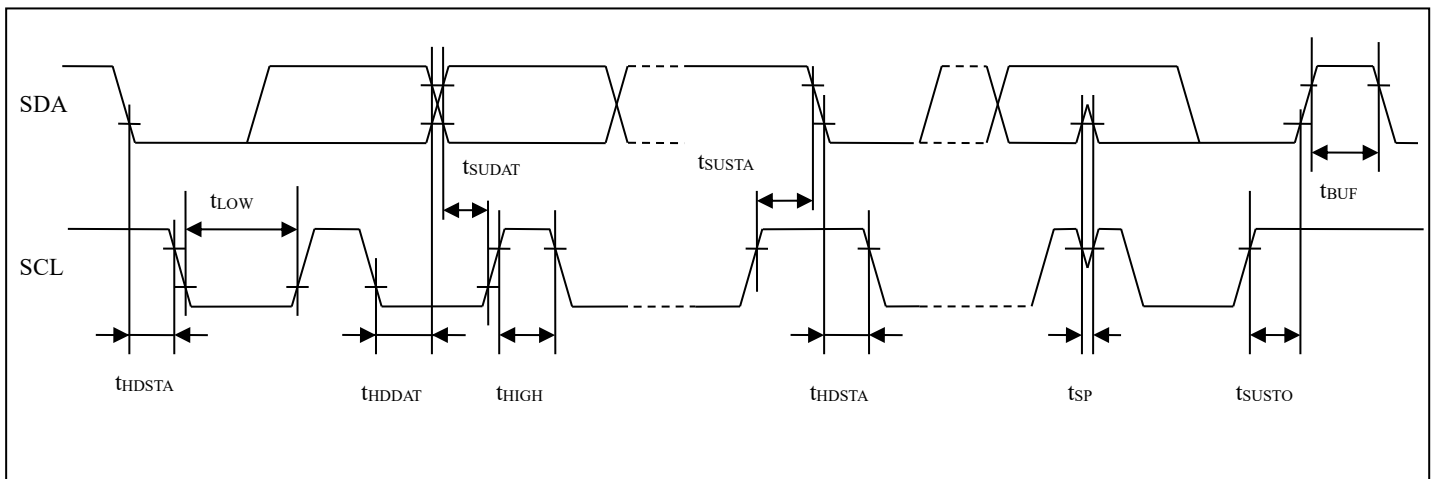 SDA
tSUDAT
tSUSTA
tLOW
tBUF
SCL
tHDSTA
tHDDAT
tHIGH
tHDSTA
tSP
tSUSTO